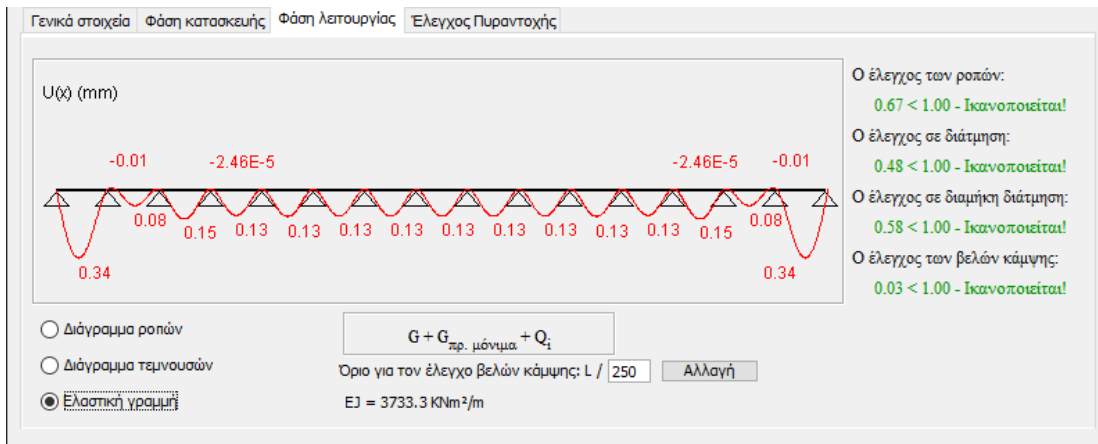 Γενικά στοιχεία Φάση κατασκευής Φάση λειτουργίας Έλεγχος Πυραντοχής
U(x) (mm)
-0.01 -2.46E-5 -2.46E-5 -0.01
0.08 0.15 0.13 0.13 0.13 0.13 0.13 0.13 0.13 0.13 0.13 0.15 0.08
0.34 0.34
Ο έλεγχος των ροπών:
0.67 < 1.00 - Ικανοποιείται!
Ο έλεγχος σε διάτμηση:
0.48 < 1.00 - Ικανοποιείται!
Ο έλεγχος σε διαμήκη διάτμηση:
0.58 < 1.00 - Ικανοποιείται!
Ο έλεγχος των βελών κάμψης:
0.03 < 1.00 - Ικανοποιείται!
Διάγραμμα ροπών
Διάγραμμα τεμνουσών
Ελαστική γραμμή
G + Gπρ. μόνιμα + Qi
Όριο για τον έλεγχο βελών κάμψης: L / 250 Αλλαγή
EJ = 3733.3 KNm²/m